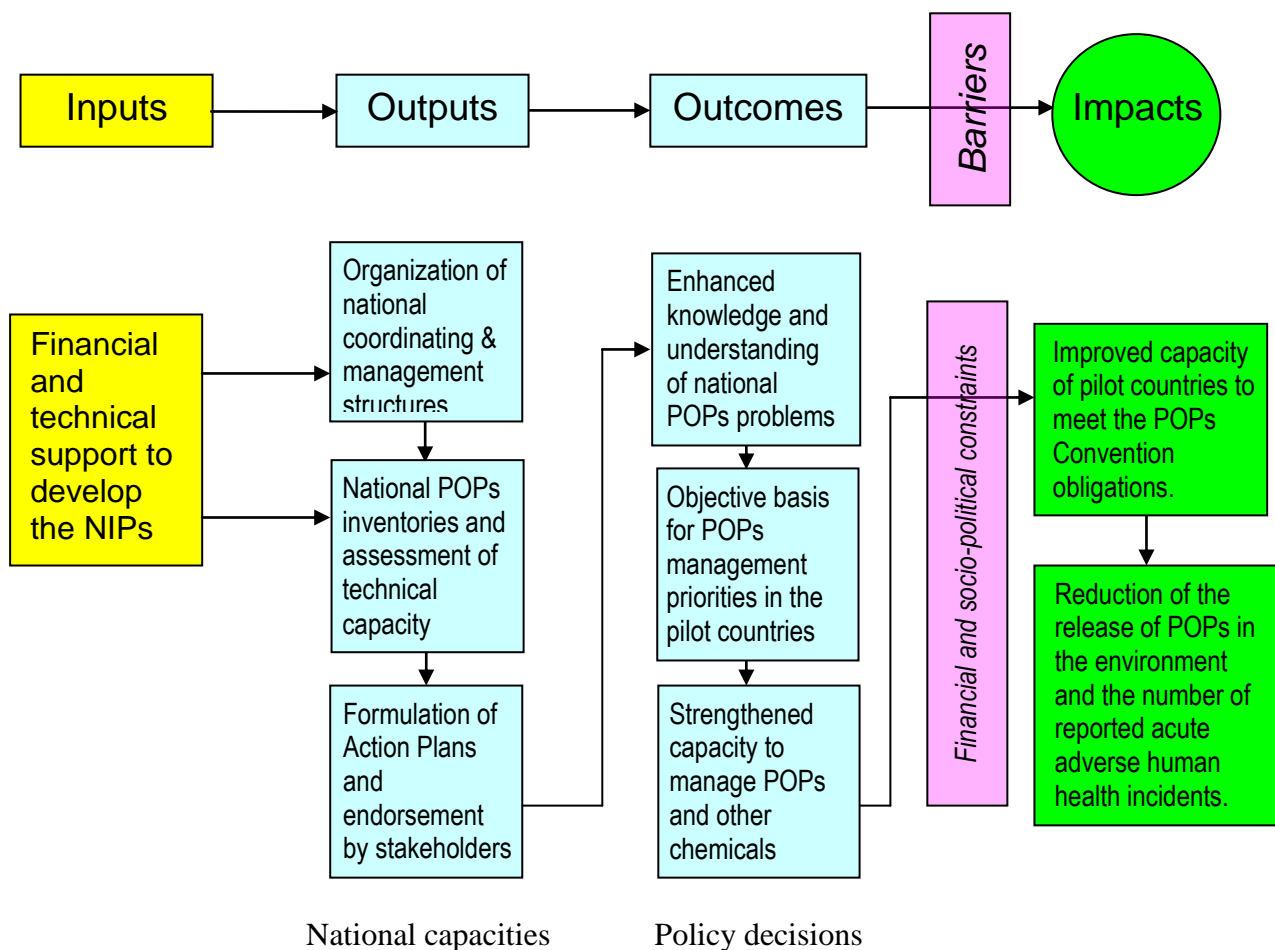 Inputs
Outputs
Outcomes
Barriers
Impacts
Financial
and
technical
support to
develop
the NIPs
Organization of
national
coordinating &
management
structures
National POPs
inventories and
assessment of
technical
capacity
Formulation of
Action Plans
and
endorsement
by stakeholders
Enhanced
knowledge and
understanding
of national
POPs problems
Objective basis
for POPs
management
priorities in the
pilot countries
Strengthened
capacity to
manage POPs
and other
chemicals
Financial and socio-political constraints
Improved capacity
of pilot countries to
meet the POPs
Convention
obligations.
Reduction of the
release of POPs in
the environment
and the number of
reported acute
adverse human
health incidents.
National capacities
Policy decisions